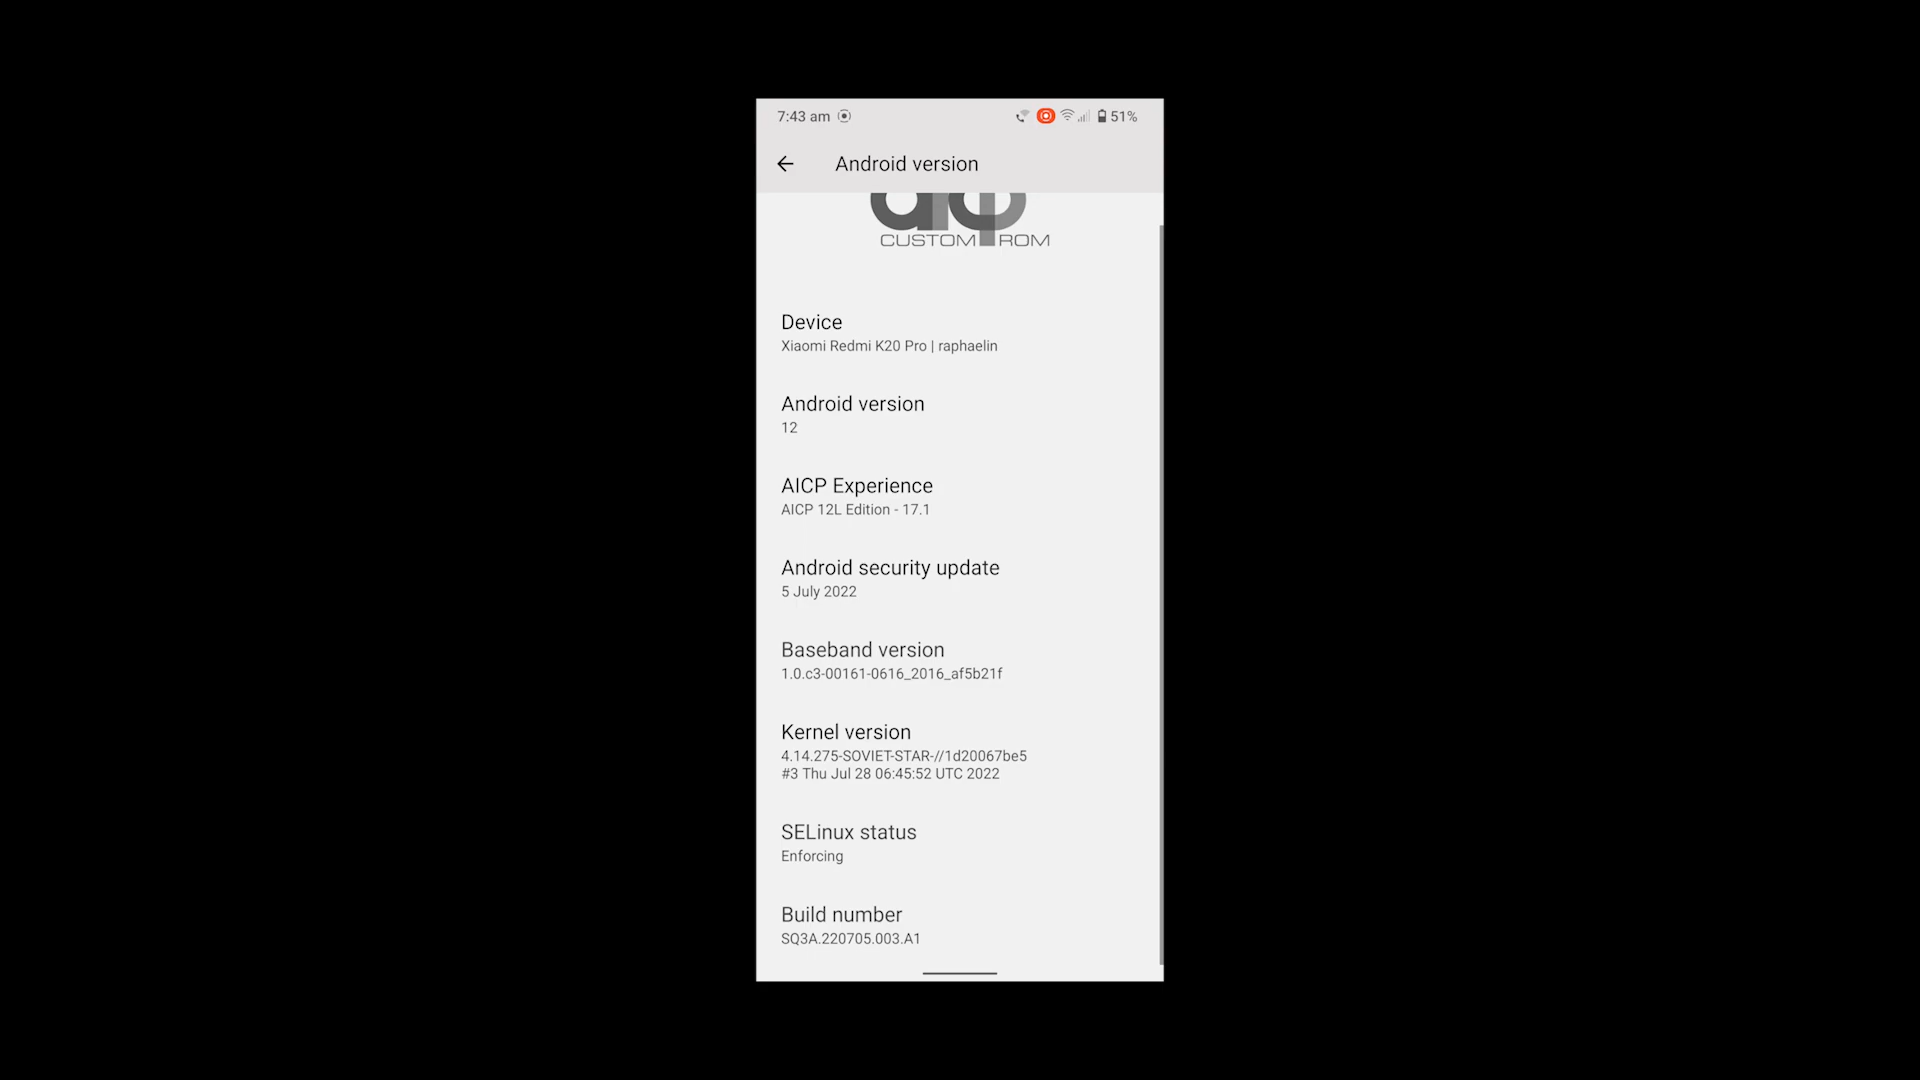 7:43 am
51%
Android version
CUSTOM ROM
Device
Xiaomi Redmi K20 Pro | raphaelin
Android version
12
AICP Experience
AICP 12L Edition - 17.1
Android security update
5 July 2022
Baseband version
1.0.c3-00161-0616_2016_af5b21f
Kernel version
4.14.275-SOVIET-STAR-//1d20067be5
#3 Thu Jul 28 06:45:52 UTC 2022
SELinux status
Enforcing
Build number
SQ3A.220705.003.A1